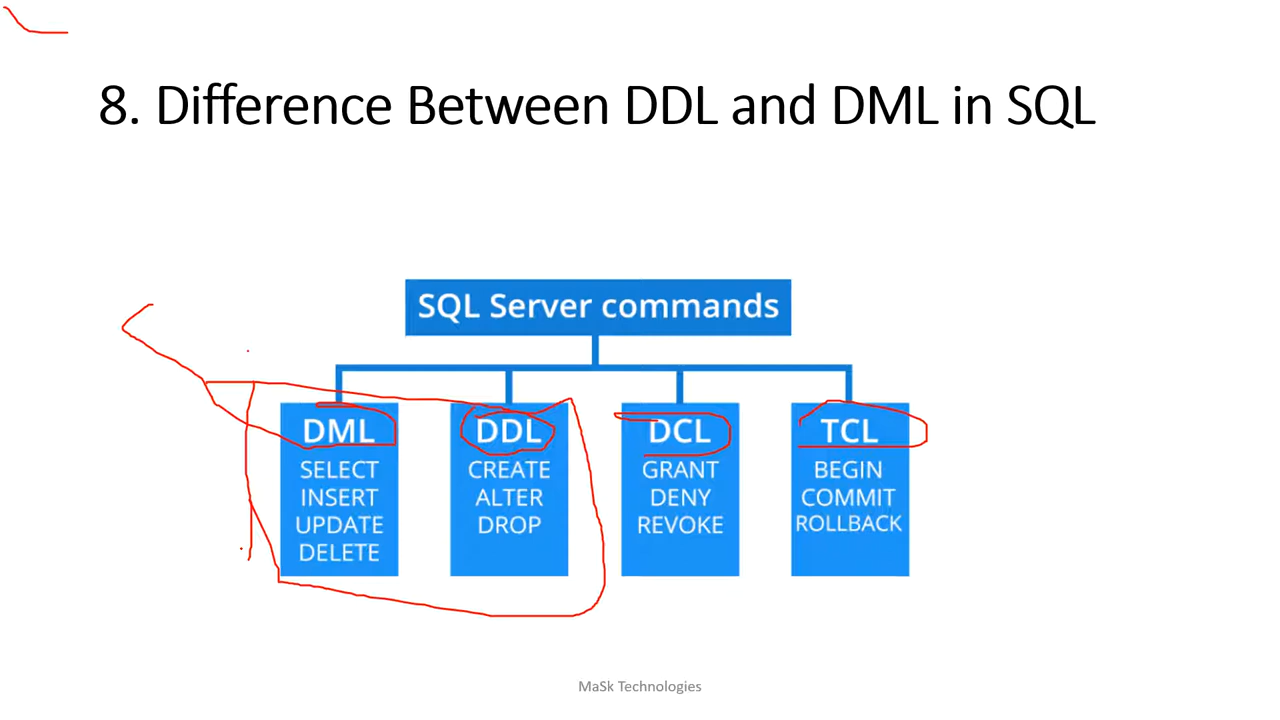 8. Difference Between DDL and DML in SQL
SQL Server commands
DML
SELECT
INSERT
UPDATE
DELETE
DDL
CREATE
ALTER
DROP
DCL
GRANT
DENY
REVOKE
TCL
BEGIN
COMMIT
ROLLBACK
MaSk Technologies